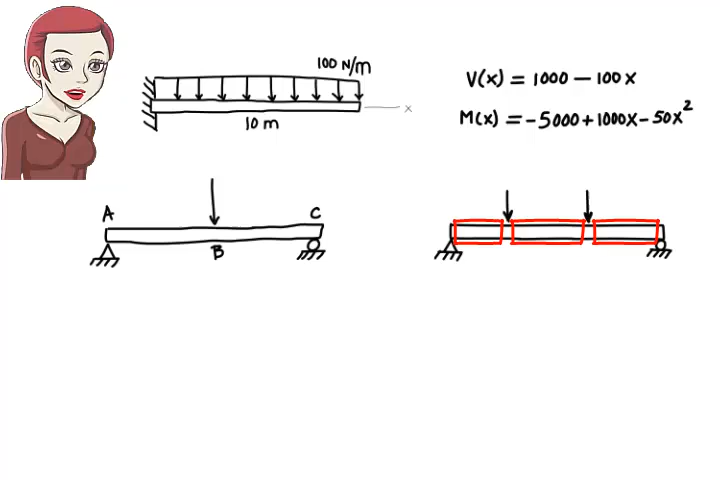 100 N/m
V(x) = 1000 - 100x
x
M(x) = -5000 + 1000x - 50x²
10 m
A
C
B